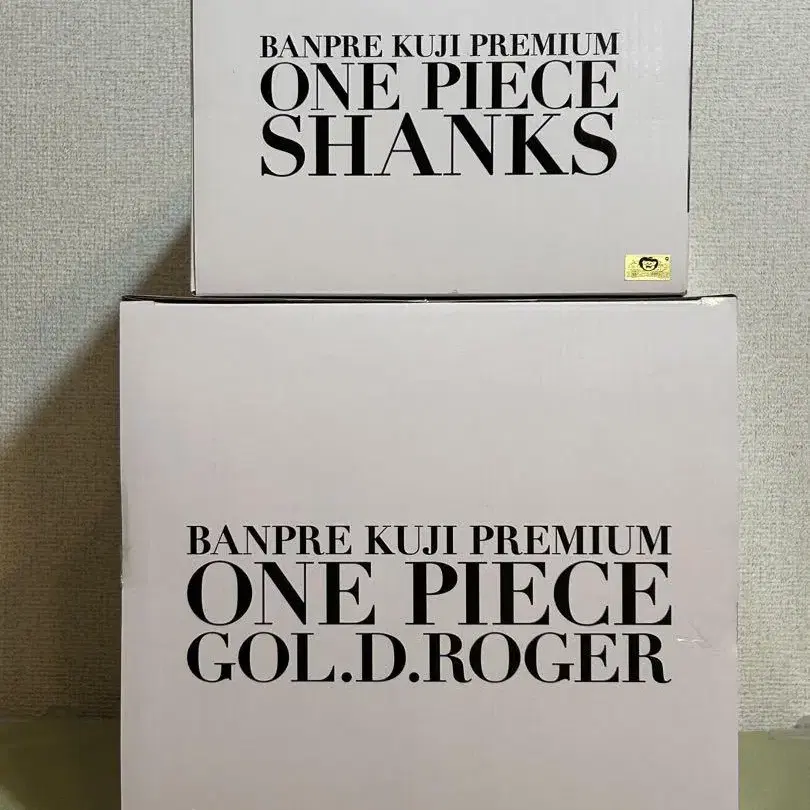 BANPRE KUJI PREMIUM
ONE PIECE
SHANKS
BANPRE KUJI PREMIUM
ONE PIECE
GOL.D.ROGER